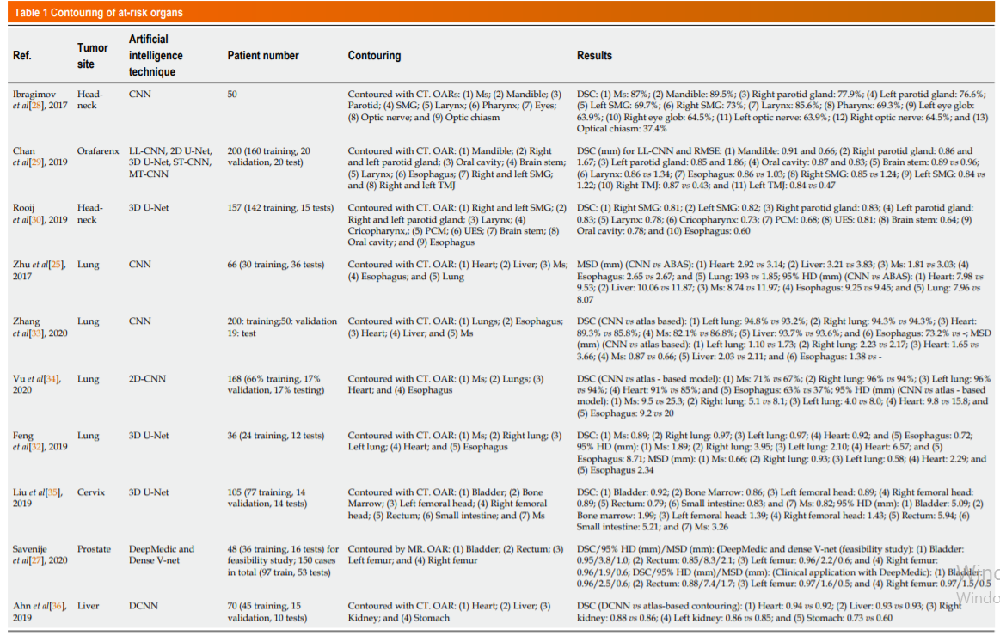 Table 1 Contouring of at-risk organs
Ref.
Tumor
site
Artificial
intelligence
technique
Patient number
Contouring
Results
Ibragimov
et al[28], 2017
Head-
neck
CNN
50
Contoured with CT. OARs: (1) Ms; (2) Mandible; (3)
Parotid; (4) SMG; (5) Larynx; (6) Pharynx; (7) Eyes;
(8) Optic nerve; and (9) Optic chiasm
DSC: (1) Ms: 87%; (2) Mandible: 89.5%; (3) Right parotid gland: 77.9%; (4) Left parotid gland: 76.6%;
(5) Left SMG: 69.7%; (6) Right SMG: 73%; (7) Larynx: 85.6%; (8) Pharynx: 69.3%; (9) Left eye glob:
63.9%; (10) Right eye glob: 64.5%; (11) Left optic nerve: 63.9%; (12) Right optic nerve: 64.5%; and (13)
Optical chiasm: 37.4%
Chan
et al[29], 2019
Orafarenx
LL-CNN, 2D U-Net,
3D U-Net, ST-CNN,
MT-CNN
200 (160 training, 20
validation, 20 test)
Contoured with CT. OAR: (1) Mandible; (2) Right
and left parotid gland; (3) Oral cavity; (4) Brain stem;
(5) Larynx; (6) Esophagus; (7) Right and left SMG;
and (8) Right and left TMJ
DSC (mm) for LL-CNN and RMSE: (1) Mandible: 0.91 and 0.66; (2) Right parotid gland: 0.86 and
1.67; (3) Left parotid gland: 0.85 and 1.86; (4) Oral cavity: 0.87 and 0.83; (5) Brain stem: 0.89 vs 0.96;
(6) Larynx: 0.86 vs 1.34; (7) Esophagus: 0.86 vs 1.03; (8) Right SMG: 0.85 vs 1.24; (9) Left SMG: 0.84 vs
1.22; (10) Right TMJ: 0.87 vs 0.43; and (11) Left TMJ: 0.84 vs 0.47
Rooij
et al[30], 2019
Head-
neck
3D U-Net
157 (142 training, 15 tests)
Contoured with CT. OAR: (1) Right and left SMG; (2)
Right and left parotid gland; (3) Larynx; (4)
Cricopharynx,; (5) PCM; (6) UES; (7) Brain stem; (8)
Oral cavity; and (9) Esophagus
DSC: (1) Right SMG: 0.81; (2) Left SMG: 0.82; (3) Right parotid gland: 0.83; (4) Left parotid gland:
0.83; (5) Larynx: 0.78; (6) Cricopharynx: 0.73; (7) PCM: 0.68; (8) UES: 0.81; (8) Brain stem: 0.64; (9)
Oral cavity: 0.78; and (10) Esophagus: 0.60
Zhu et al[25],
2017
Lung
CNN
66 (30 training, 36 tests)
Contoured with CT. OAR: (1) Heart; (2) Liver; (3) Ms;
(4) Esophagus; and (5) Lung
MSD (mm) (CNN vs ABAS): (1) Heart: 2.92 vs 3.14; (2) Liver: 3.21 vs 3.83; (3) Ms: 1.81 vs 3.03; (4)
Esophagus: 2.65 vs 2.67; and (5) Lung: 193 vs 1.85; 95% HD (mm) (CNN vs ABAS): (1) Heart: 7.98 vs
9.53; (2) Liver: 10.06 vs 11.87; (3) Ms: 8.74 vs 11.97; (4) Esophagus: 9.25 vs 9.45; and (5) Lung: 7.96 vs
8.07
Zhang
et al[33], 2020
Lung
CNN
200: training;50: validation
19: test
Contoured with CT. OAR: (1) Lungs; (2) Esophagus;
(3) Heart; (4) Liver; and (5) Ms
DSC (CNN vs atlas based): (1) Left lung: 94.8% vs 93.2%; (2) Right lung: 94.3% vs 94.3%; (3) Heart:
89.3% vs 85.8%; (4) Ms: 82.1% vs 86.8%; (5) Liver: 93.7% vs 93.6%; and (6) Esophagus: 73.2% vs -; MSD
(mm) (CNN vs atlas based): (1) Left lung: 1.10 vs 1.73; (2) Right lung: 2.23 vs 2.17; (3) Heart: 1.65 vs
3.66; (4) Ms: 0.87 vs 0.66; (5) Liver: 2.03 vs 2.11; and (6) Esophagus: 1.38 vs -
Vu et al[34],
2020
Lung
2D-CNN
168 (66% training, 17%
validation, 17% testing)
Contoured with CT. OAR: (1) Ms; (2) Lungs; (3)
Heart; and (4) Esophagus
DSC (CNN vs atlas - based model): (1) Ms: 71% vs 67%; (2) Right lung: 96% vs 94%; (3) Left lung: 96%
vs 94%; (4) Heart: 91% vs 85%; and (5) Esophagus: 63% vs 37%; 95% HD (mm) (CNN vs atlas - based
model): (1) Ms: 9.5 vs 25.3; (2) Right lung: 5.1 vs 8.1; (3) Left lung: 4.0 vs 8.0; (4) Heart: 9.8 vs 15.8; and
(5) Esophagus: 9.2 vs 20
Feng
et al[32], 2019
Lung
3D U-Net
36 (24 training, 12 tests)
Contoured with CT. OAR: (1) Ms; (2) Right lung; (3)
Left lung; (4) Heart; and (5) Esophagus
DSC: (1) Ms: 0.89; (2) Right lung: 0.97; (3) Left lung: 0.97; (4) Heart: 0.92; and (5) Esophagus: 0.72;
95% HD (mm): (1) Ms: 1.89; (2) Right lung: 3.95; (3) Left lung: 2.10; (4) Heart: 6.57; and (5)
Esophagus: 8.71; MSD (mm): (1) Ms: 0.66; (2) Right lung: 0.93; (3) Left lung: 0.58; (4) Heart: 2.29; and
(5) Esophagus 2.34
Liu et al[35],
2019
Cervix
3D U-Net
105 (77 training, 14
validation, 14 tests)
Contoured with CT. OAR: (1) Bladder; (2) Bone
Marrow; (3) Left femoral head; (4) Right femoral
head; (5) Rectum; (6) Small intestine; and (7) Ms
DSC: (1) Bladder: 0.92; (2) Bone Marrow: 0.86; (3) Left femoral head: 0.89; (4) Right femoral head:
0.89; (5) Rectum: 0.79; (6) Small intestine: 0.83; and (7) Ms: 0.82; 95% HD (mm): (1) Bladder: 5.09; (2)
Bone marrow: 1.99; (3) Left femoral head: 1.39; (4) Right femoral head: 1.43; (5) Rectum: 5.94; (6)
Small intestine: 5.21; and (7) Ms: 3.26
Savenije
et al[27], 2020
Prostate
DeepMedic and
Dense V-net
48 (36 training, 16 tests) for
feasibility study; 150 cases
in total (97 train, 53 tests)
Contoured by MR. OAR: (1) Bladder; (2) Rectum; (3)
Left femur; and (4) Right femur
DSC/95% HD (mm)/MSD (mm): (DeepMedic and dense V-net (feasibility study): (1) Bladder:
0.95/3.8/1.0; (2) Rectum: 0.85/8.3/2.1; (3) Left femur: 0.96/2.2/0.6; and (4) Right femur:
0.96/1.9/0.6; DSC/95% HD (mm)/MSD (mm): (Clinical application with DeepMedic): (1) Bladder:
0.96/2.5/0.6; (2) Rectum: 0.88/7.4/1.7; (3) Left femur: 0.97/1.6/0.5; and (4) Right femur: 0.97/1.5/0.5
Ahn et al[36],
2019
Liver
DCNN
70 (45 training, 15
validation, 10 tests)
Contoured with CT. OAR: (1) Heart; (2) Liver; (3)
Kidney; and (4) Stomach
DSC (DCNN vs atlas-based contouring): (1) Heart: 0.94 vs 0.92; (2) Liver: 0.93 vs 0.93; (3) Right
kidney: 0.88 vs 0.86; (4) Left kidney: 0.86 vs 0.85; and (5) Stomach: 0.73 vs 0.60